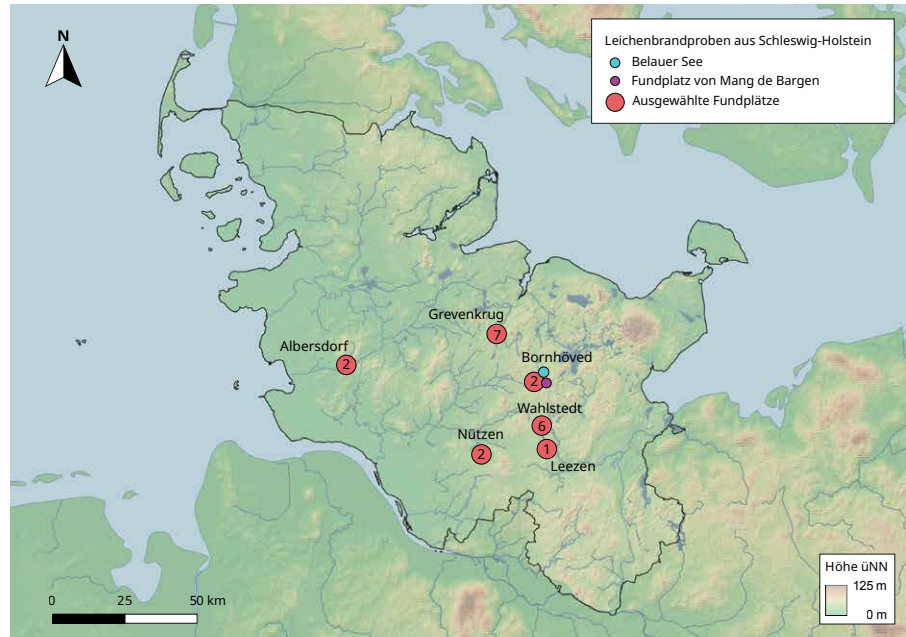 N
Leichenbrandproben aus Schleswig-Holstein
Belauer See
Fundplatz von Mang de Bargen
Ausgewählte Fundplätze
Grevenkrug
7
Albersdorf
2
Bornhöved
2
Wahlstedt
6
Nützen
2
1
Leezen
Höhe üNN
125 m
0 m
0 25 50 km